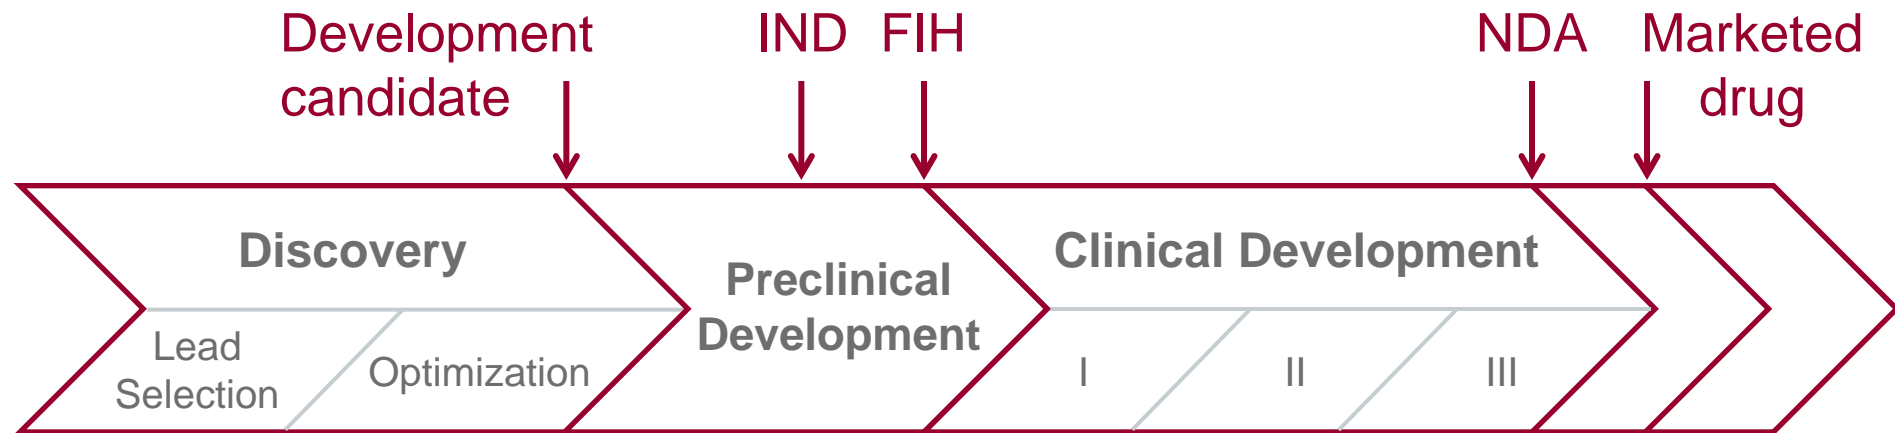 Development
candidate
IND
FIH
NDA
Marketed
drug
Discovery
Lead
Selection
Optimization
Preclinical
Development
Clinical Development
I
II
III